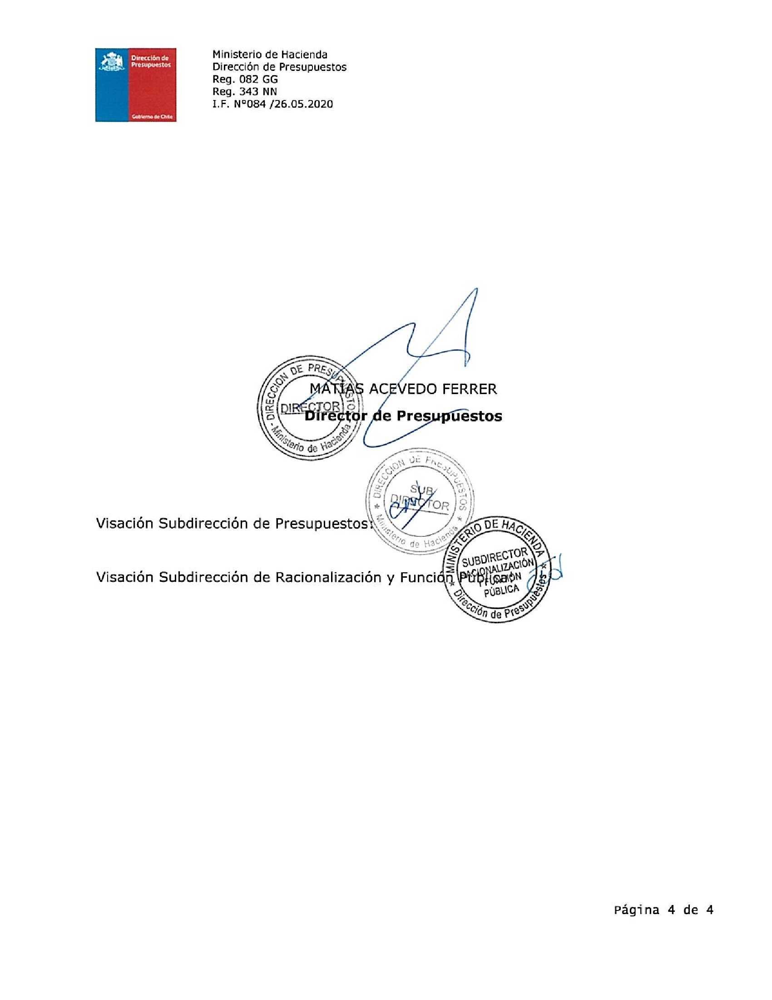 Dirección de
Presupuestos
Gobierno de Chile
Ministerio de Hacienda
Dirección de Presupuestos
Reg. 082 GG
Reg. 343 NN
I.F. N°084 /26.05.2020
DIRECCION DE PRESUPUESTOS
DIRECTOR
Ministerio de Hacienda
MATIAS ACEVEDO FERRER
Director de Presupuestos
DIRECCION DE PRESUPUESTOS
SUB
DIRECTOR
Ministerio de Hacienda
Visación Subdirección de Presupuestos:
MINISTERIO DE HACIENDA
SUBDIRECTOR
RACIONALIZACIÓN
Y FUNCIÓN
PÚBLICA
Dirección de Presupuestos
Visación Subdirección de Racionalización y Función Pública:
Página 4 de 4